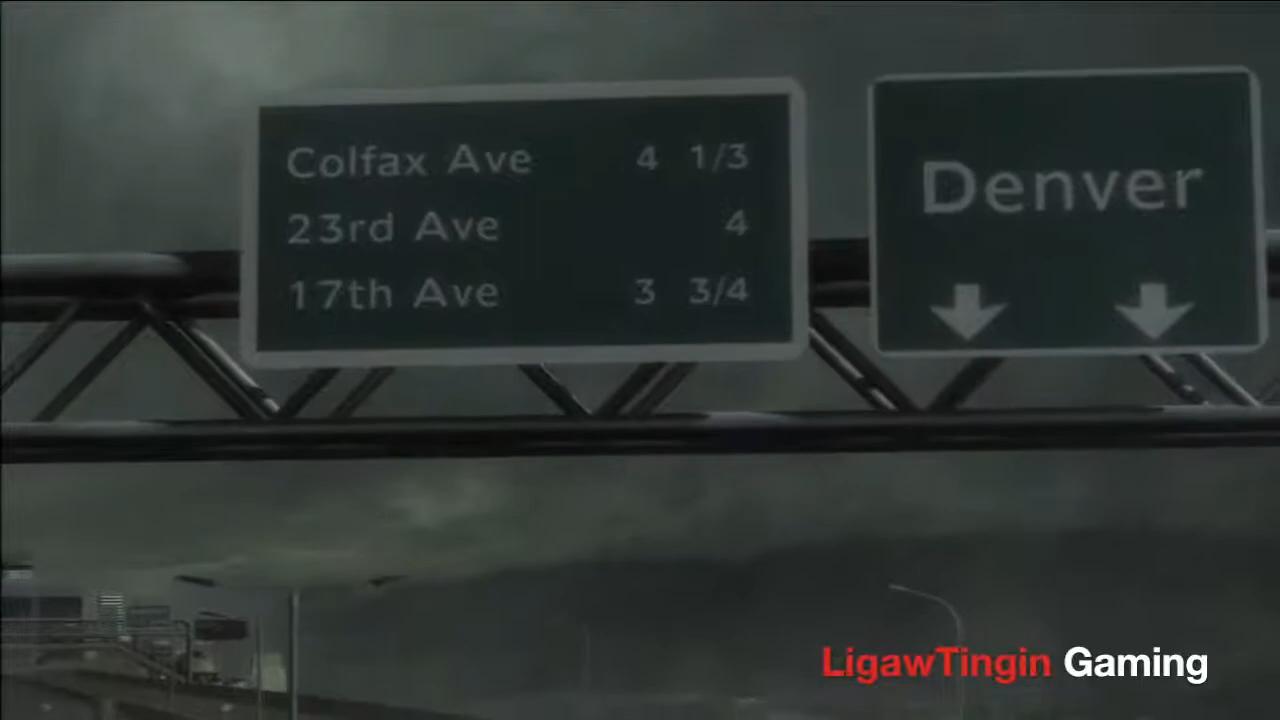 Colfax Ave 4 1/3
23rd Ave 4
17th Ave 3 3/4
Denver
LigawTingin Gaming